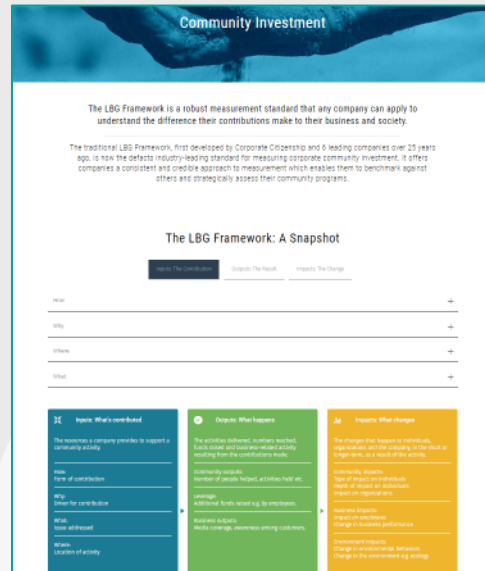 Community Investment
The LBG Framework is a robust measurement standard that any company can apply to
understand the difference their contributions make to their business and society.
The traditional LBG Framework, first developed by Corporate Citizenship and 6 leading companies over 25 years
ago, is now the defacto industry-leading standard for measuring corporate community investment. It offers
companies a consistent and credible approach to measurement which enables them to benchmark against
others and strategically assess their community programs.
The LBG Framework: A Snapshot
Inputs: The Contribution
Outputs: The Result
Impacts: The Change
How
Why
Where
What
Inputs: What's contributed
The resources a company provides to support a
community activity.
How:
Form of contribution
Why:
Driver for contribution
What:
Issue addressed
Where:
Location of activity
Outputs: What happens
The activities delivered, numbers reached,
funds raised and business-related activity
resulting from the contributions made.
Community outputs:
Number of people helped, activities held etc.
Leverage:
Additional funds raised e.g. by employees
Business outputs:
Media coverage, awareness among customers.
Impacts: What changes
The changes that happen to individuals,
organisations and the company, in the short or
longer-term, as a result of the activity.
Community impacts:
Type of impact on individuals
Depth of impact on individuals
Impact on organisations
Business impacts:
Impact on employees
Change in business performance
Environment impacts:
Change in environmental behaviors
Change in the environment e.g. ecology